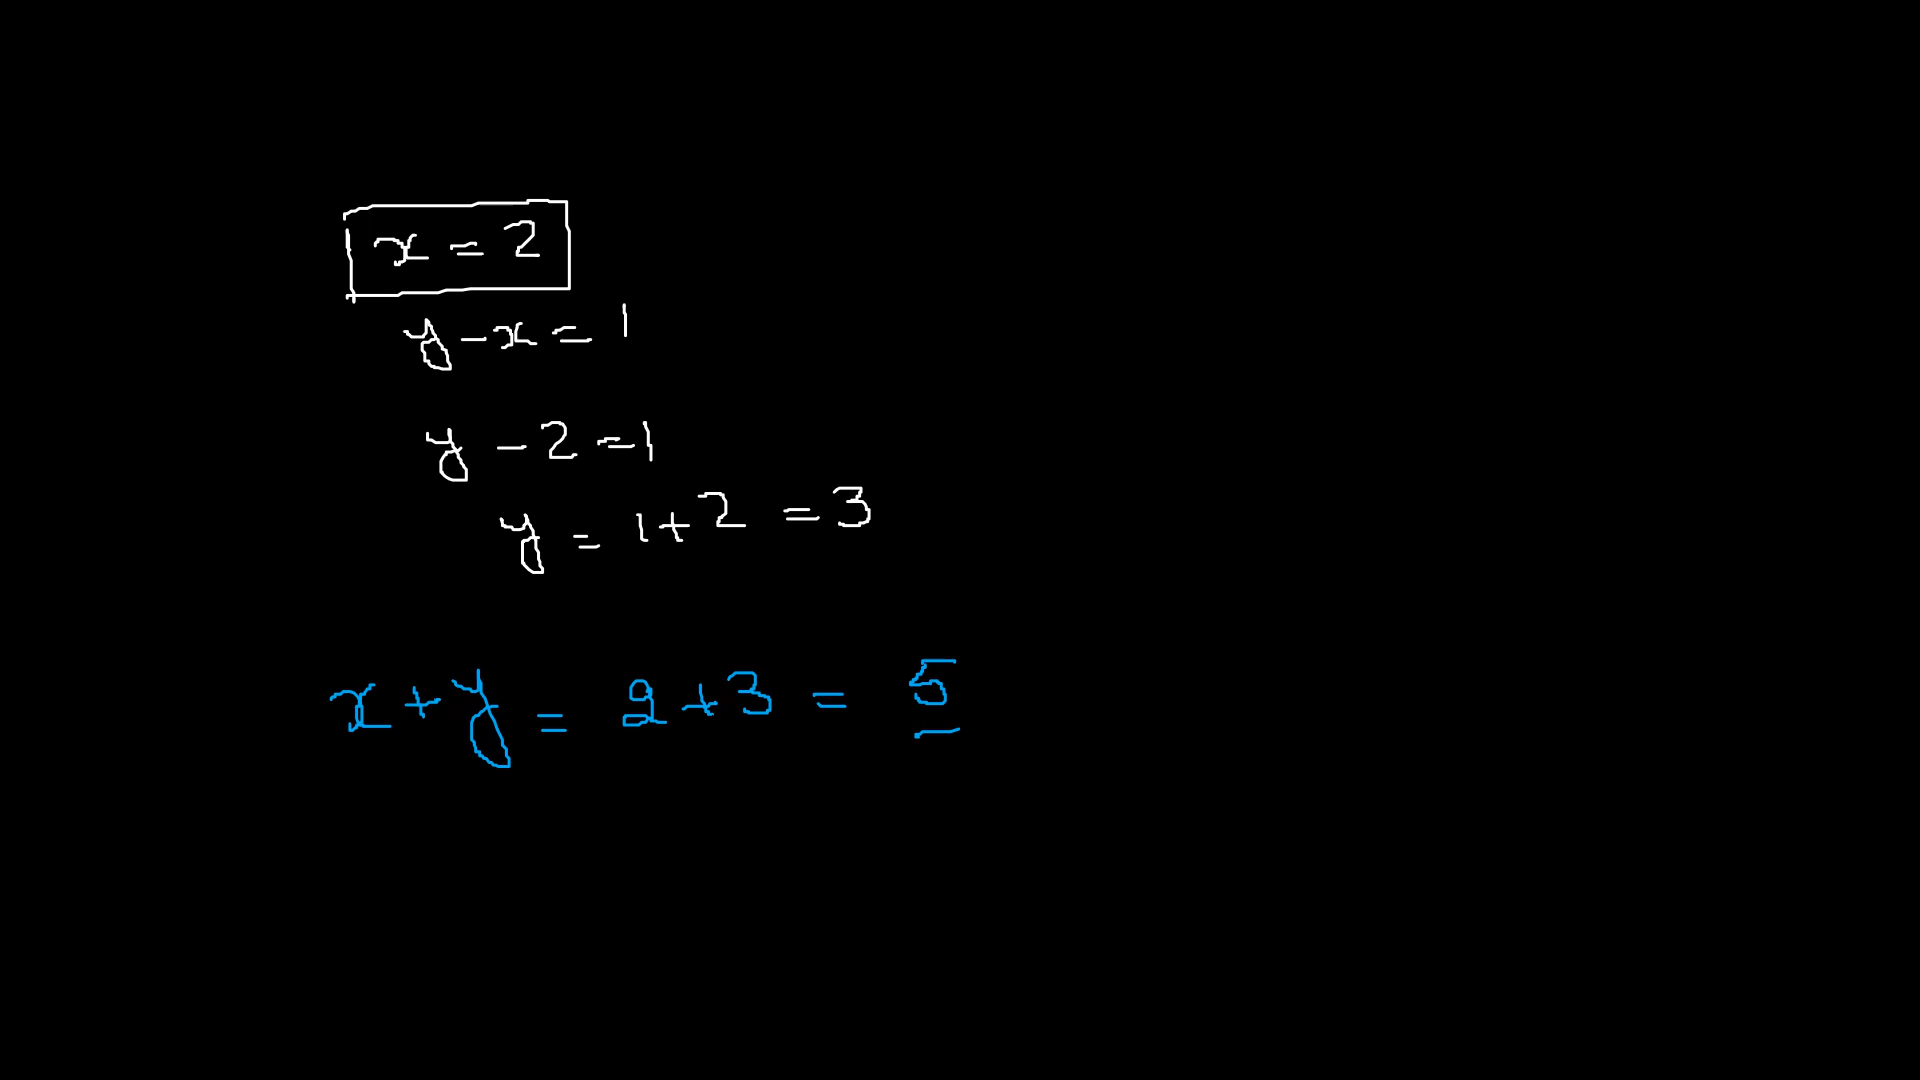 x = 2
y - x = 1
y - 2 = 1
y = 1 + 2 = 3
x + y = 2 + 3 = 5